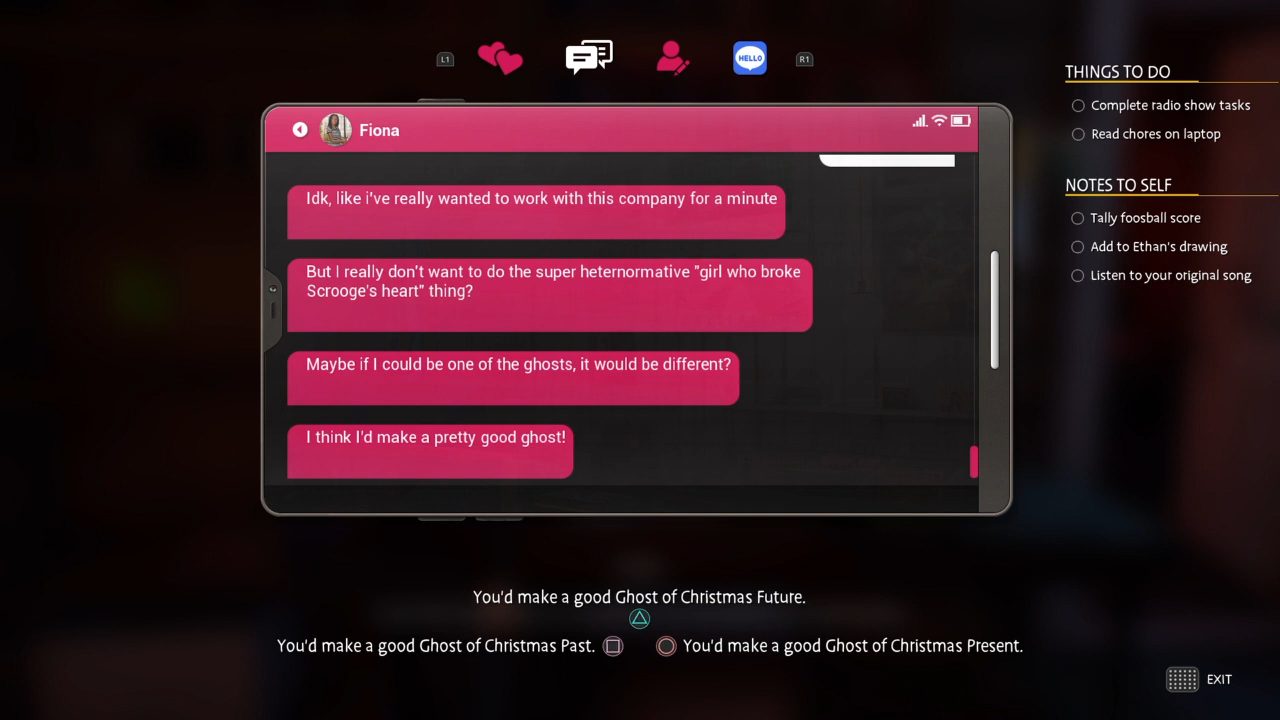 L1
HELLO
R1
THINGS TO DO
Complete radio show tasks
Read chores on laptop
NOTES TO SELF
Tally foosball score
Add to Ethan's drawing
Listen to your original song
Fiona
Idk, like i've really wanted to work with this company for a minute
But I really don't want to do the super heternormative "girl who broke
Scrooge's heart" thing?
Maybe if I could be one of the ghosts, it would be different?
I think I'd make a pretty good ghost!
You'd make a good Ghost of Christmas Future.
You'd make a good Ghost of Christmas Past.
You'd make a good Ghost of Christmas Present.
EXIT